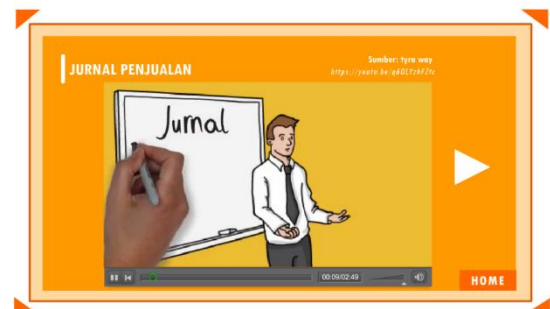 JURNAL PENJUALAN
Sumber: tyra way
Jurnal
00:09/02:49
HOME